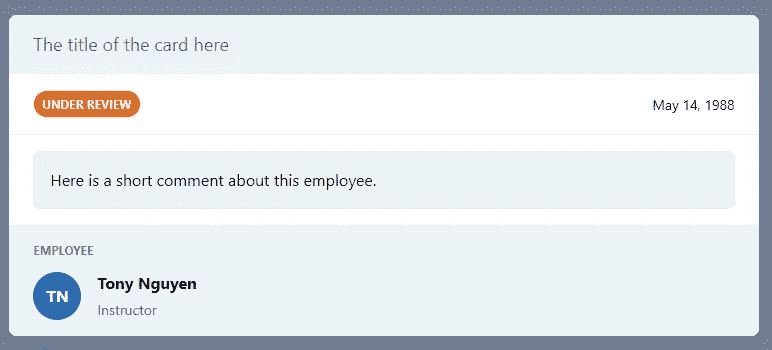 The title of the card here
UNDER REVIEW
May 14, 1988
Here is a short comment about this employee.
EMPLOYEE
TN
Tony Nguyen
Instructor